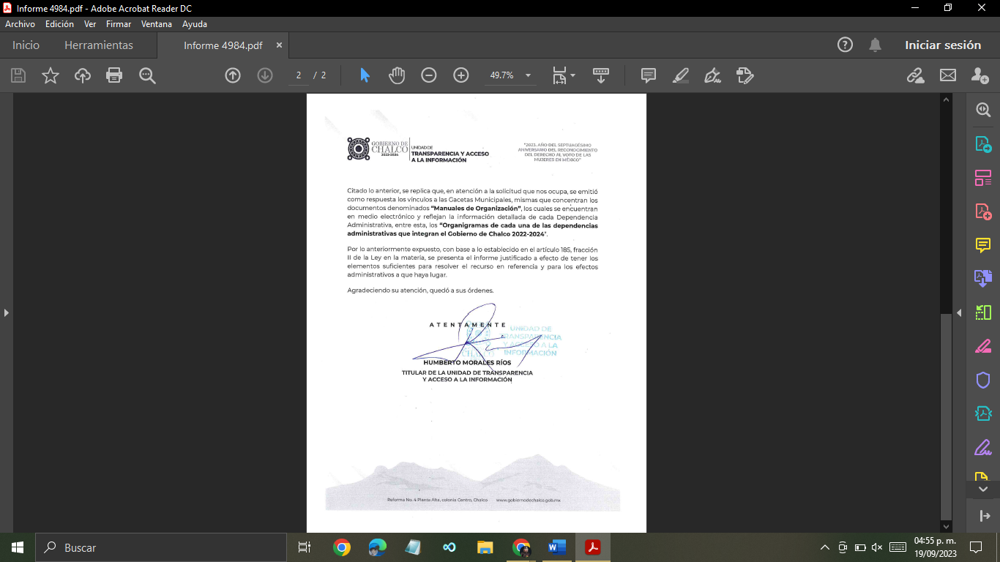 Informe 4984.pdf - Adobe Acrobat Reader DC
Archivo Edición Ver Firmar Ventana Ayuda
Inicio Herramientas Informe 4984.pdf × Iniciar sesión
2 / 2 49.7%
GOBIERNO DE
CHALCO
2022-2024
UNIDAD DE
TRANSPARENCIA Y ACCESO
A LA INFORMACIÓN
"2023. AÑO DEL SEPTUAGÉSIMO
ANIVERSARIO DEL RECONOCIMIENTO
DEL DERECHO AL VOTO DE LAS
MUJERES EN MÉXICO"
Citado lo anterior, se replica que, en atención a la solicitud que nos ocupa, se emitió
como respuesta los vínculos a las Gacetas Municipales, mismas que concentran los
documentos denominados "Manuales de Organización", los cuales se encuentran
en medio electrónico y reflejan la información detallada de cada Dependencia
Administrativa, entre esta, los "Organigramas de cada una de las dependencias
administrativas que integran el Gobierno de Chalco 2022-2024".
Por lo anteriormente expuesto, con base a lo establecido en el artículo 185, fracción
II de la Ley en la materia, se presenta el informe justificado a efecto de tener los
elementos suficientes para resolver el recurso en referencia y para los efectos
administrativos a que haya lugar.
Agradeciendo su atención, quedó a sus órdenes.
ATENTAMENTE
UNIDAD DE
TRANSPARENCIA
Y ACCESO A LA
INFORMACIÓN
CHALCO
HUMBERTO MORALES RÍOS
TITULAR DE LA UNIDAD DE TRANSPARENCIA
Y ACCESO A LA INFORMACIÓN
Reforma No. 4 Planta Alta, colonia Centro, Chalco www.gobiernodechalco.gob.mx
Buscar
04:55 p. m.
19/09/2023